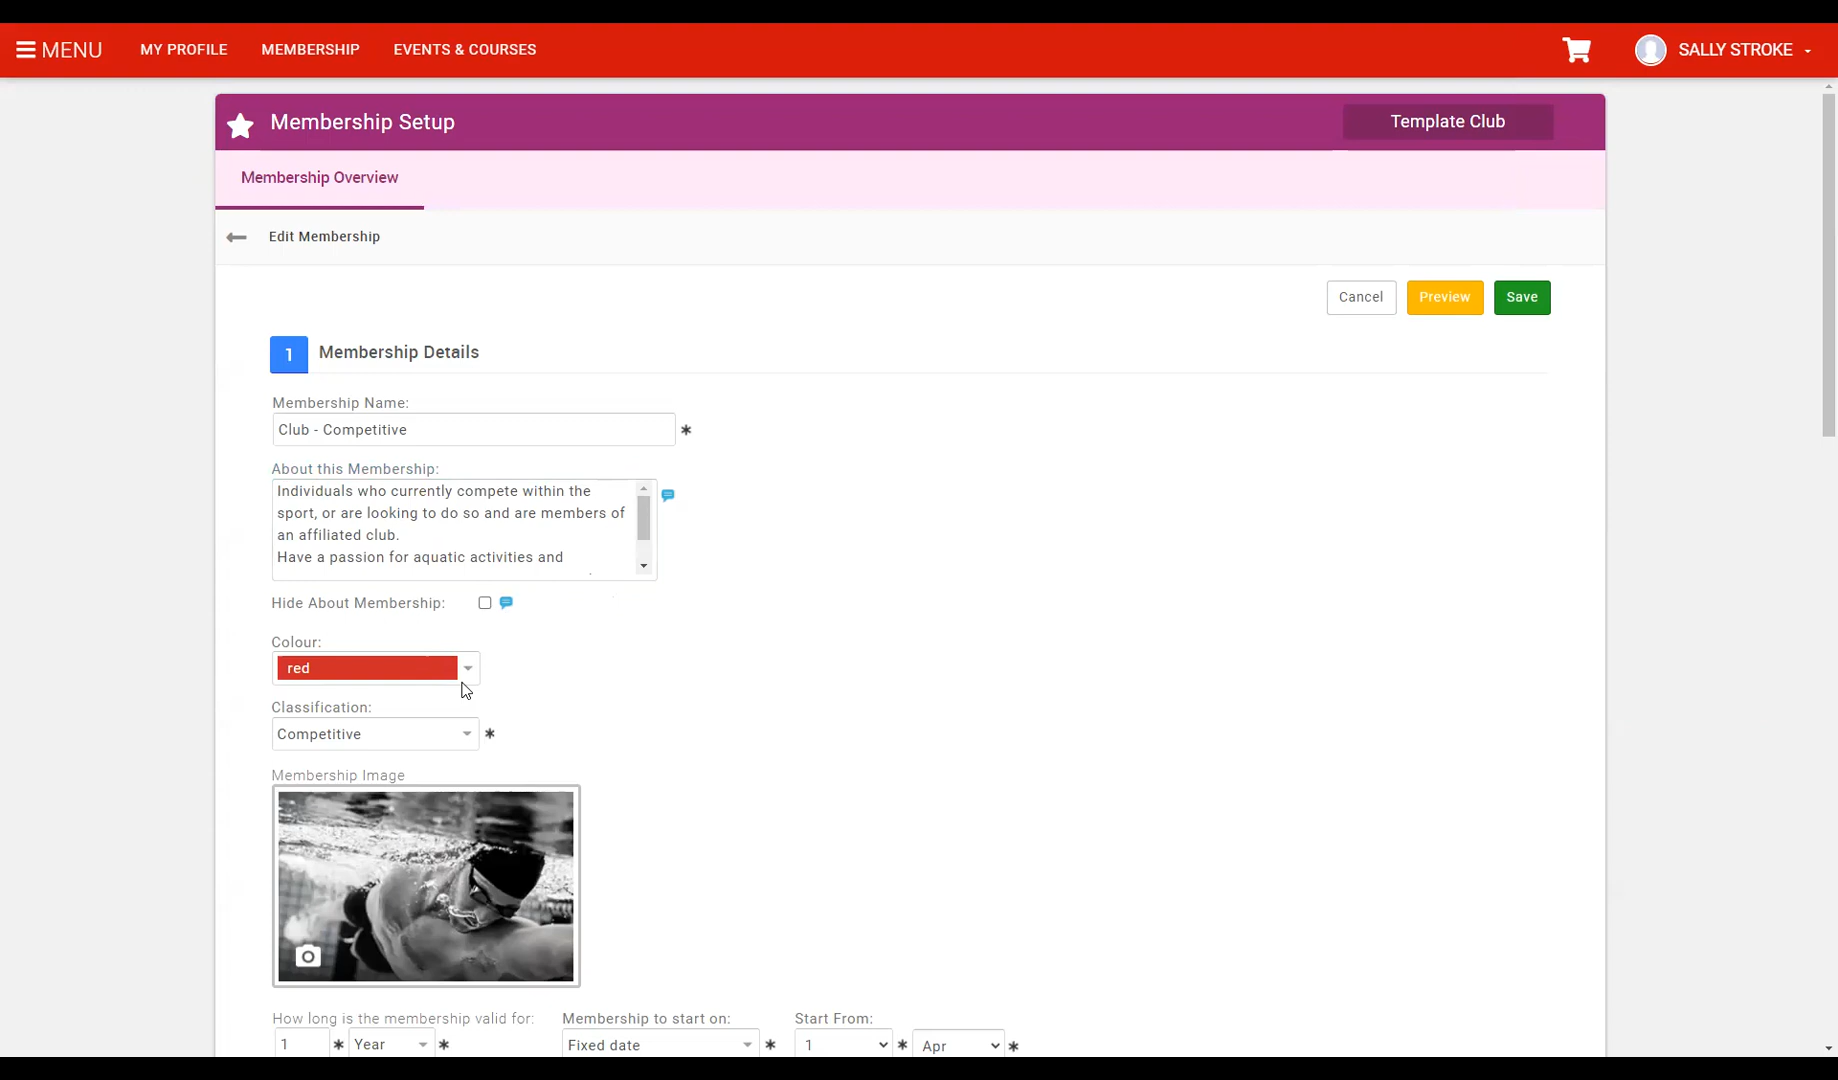 MENU
MY PROFILE
MEMBERSHIP
EVENTS & COURSES
SALLY STROKE
Membership Setup
Template Club
Membership Overview
Edit Membership
Cancel
Preview
Save
1
Membership Details
Membership Name:
Club - Competitive *
About this Membership:
Individuals who currently compete within the
sport, or are looking to do so and are members of
an affiliated club.
Have a passion for aquatic activities and
Hide About Membership:
Colour:
red
Classification:
Competitive *
Membership Image
How long is the membership valid for:
Membership to start on:
Start From:
1 * Year *
Fixed date *
1 * Apr *